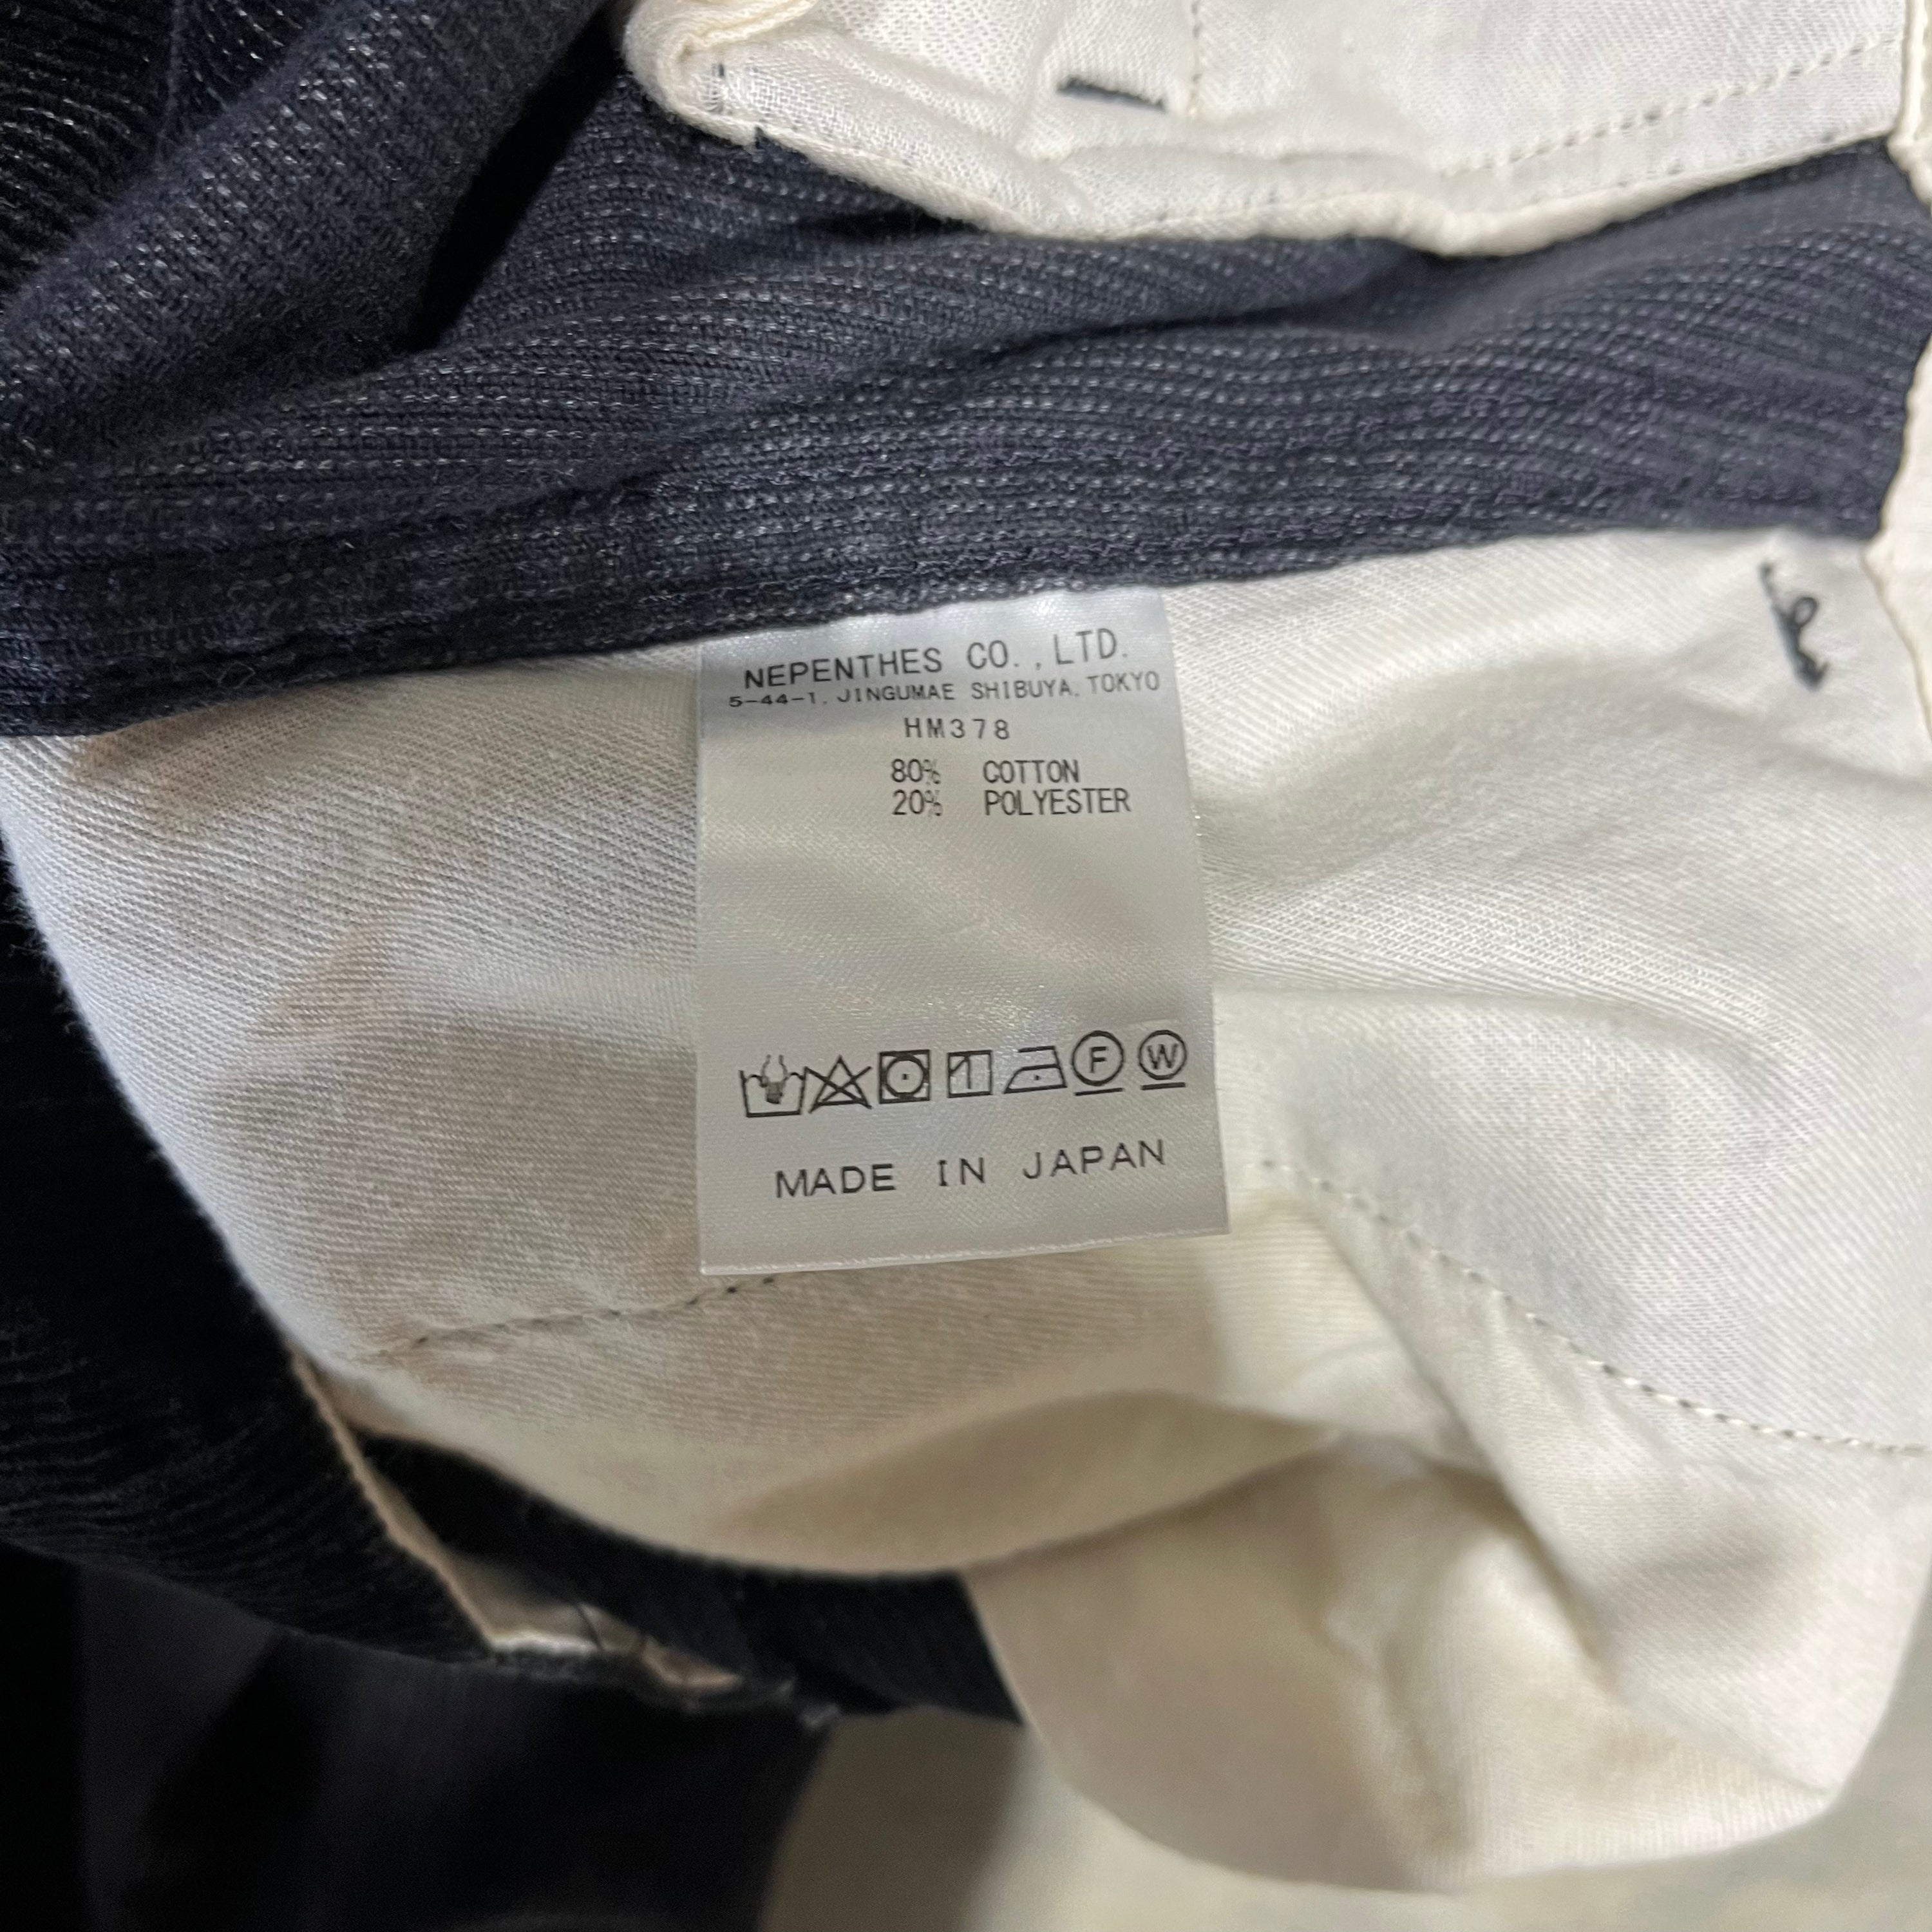 NEPENTHES CO.,LTD.
5-44-1, JINGUMAE SHIBUYA, TOKYO
HM378
80% COTTON
20% POLYESTER
F W
MADE IN JAPAN